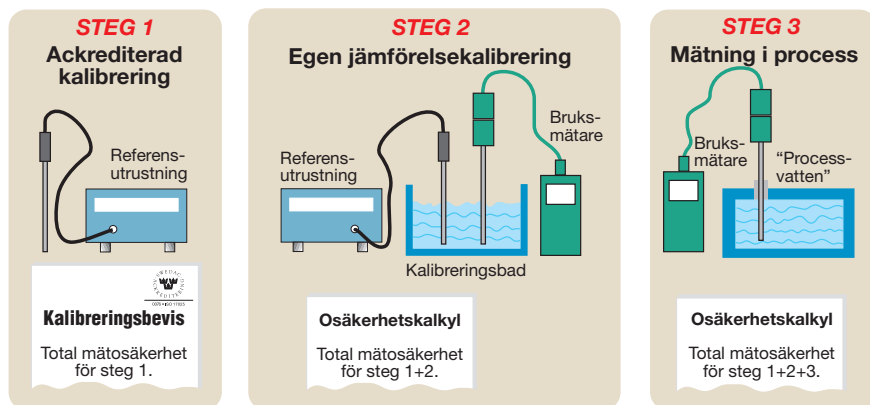 STEG 1
Ackrediterad
kalibrering
Referens-
utrustning
SWEDAC
ACKREDITERING
Kalibreringsbevis
Total mätosäkerhet
för steg 1.
STEG 2
Egen jämförelsekalibrering
Referens-
utrustning
Bruks-
mätare
Kalibreringsbad
Osäkerhetskalkyl
Total mätosäkerhet
för steg 1+2.
STEG 3
Mätning i process
Bruks-
mätare
“Process-
vatten”
Osäkerhetskalkyl
Total mätosäkerhet
för steg 1+2+3.